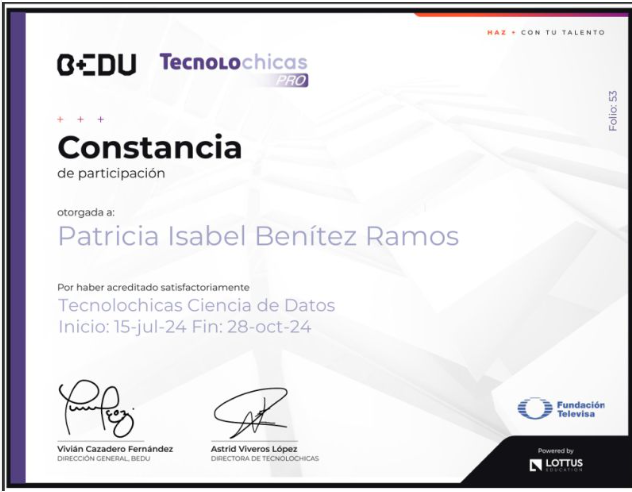 HAZ + CON TU TALENTO
BEDU Tecnolochicas
PRO
Folio: 53
+ + +
Constancia
de participación
otorgada a:
Patricia Isabel Benítez Ramos
Por haber acreditado satisfactoriamente
Tecnolochicas Ciencia de Datos
Inicio: 15-jul-24 Fin: 28-oct-24
Vivián Cazadero Fernández
DIRECCIÓN GENERAL, BEDU
Astrid Viveros López
DIRECTORA DE TECNOLOCHICAS
Fundación
Televisa
Powered by
LOTTUS
EDUCATION